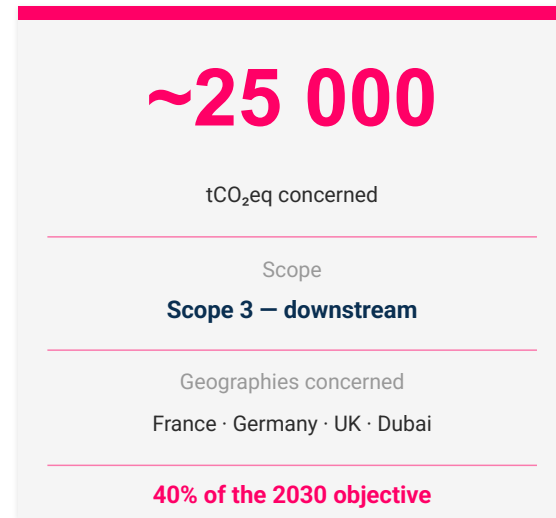 ~25 000
tCO₂eq concerned
Scope
Scope 3 — downstream
Geographies concerned
France · Germany · UK · Dubai
40% of the 2030 objective